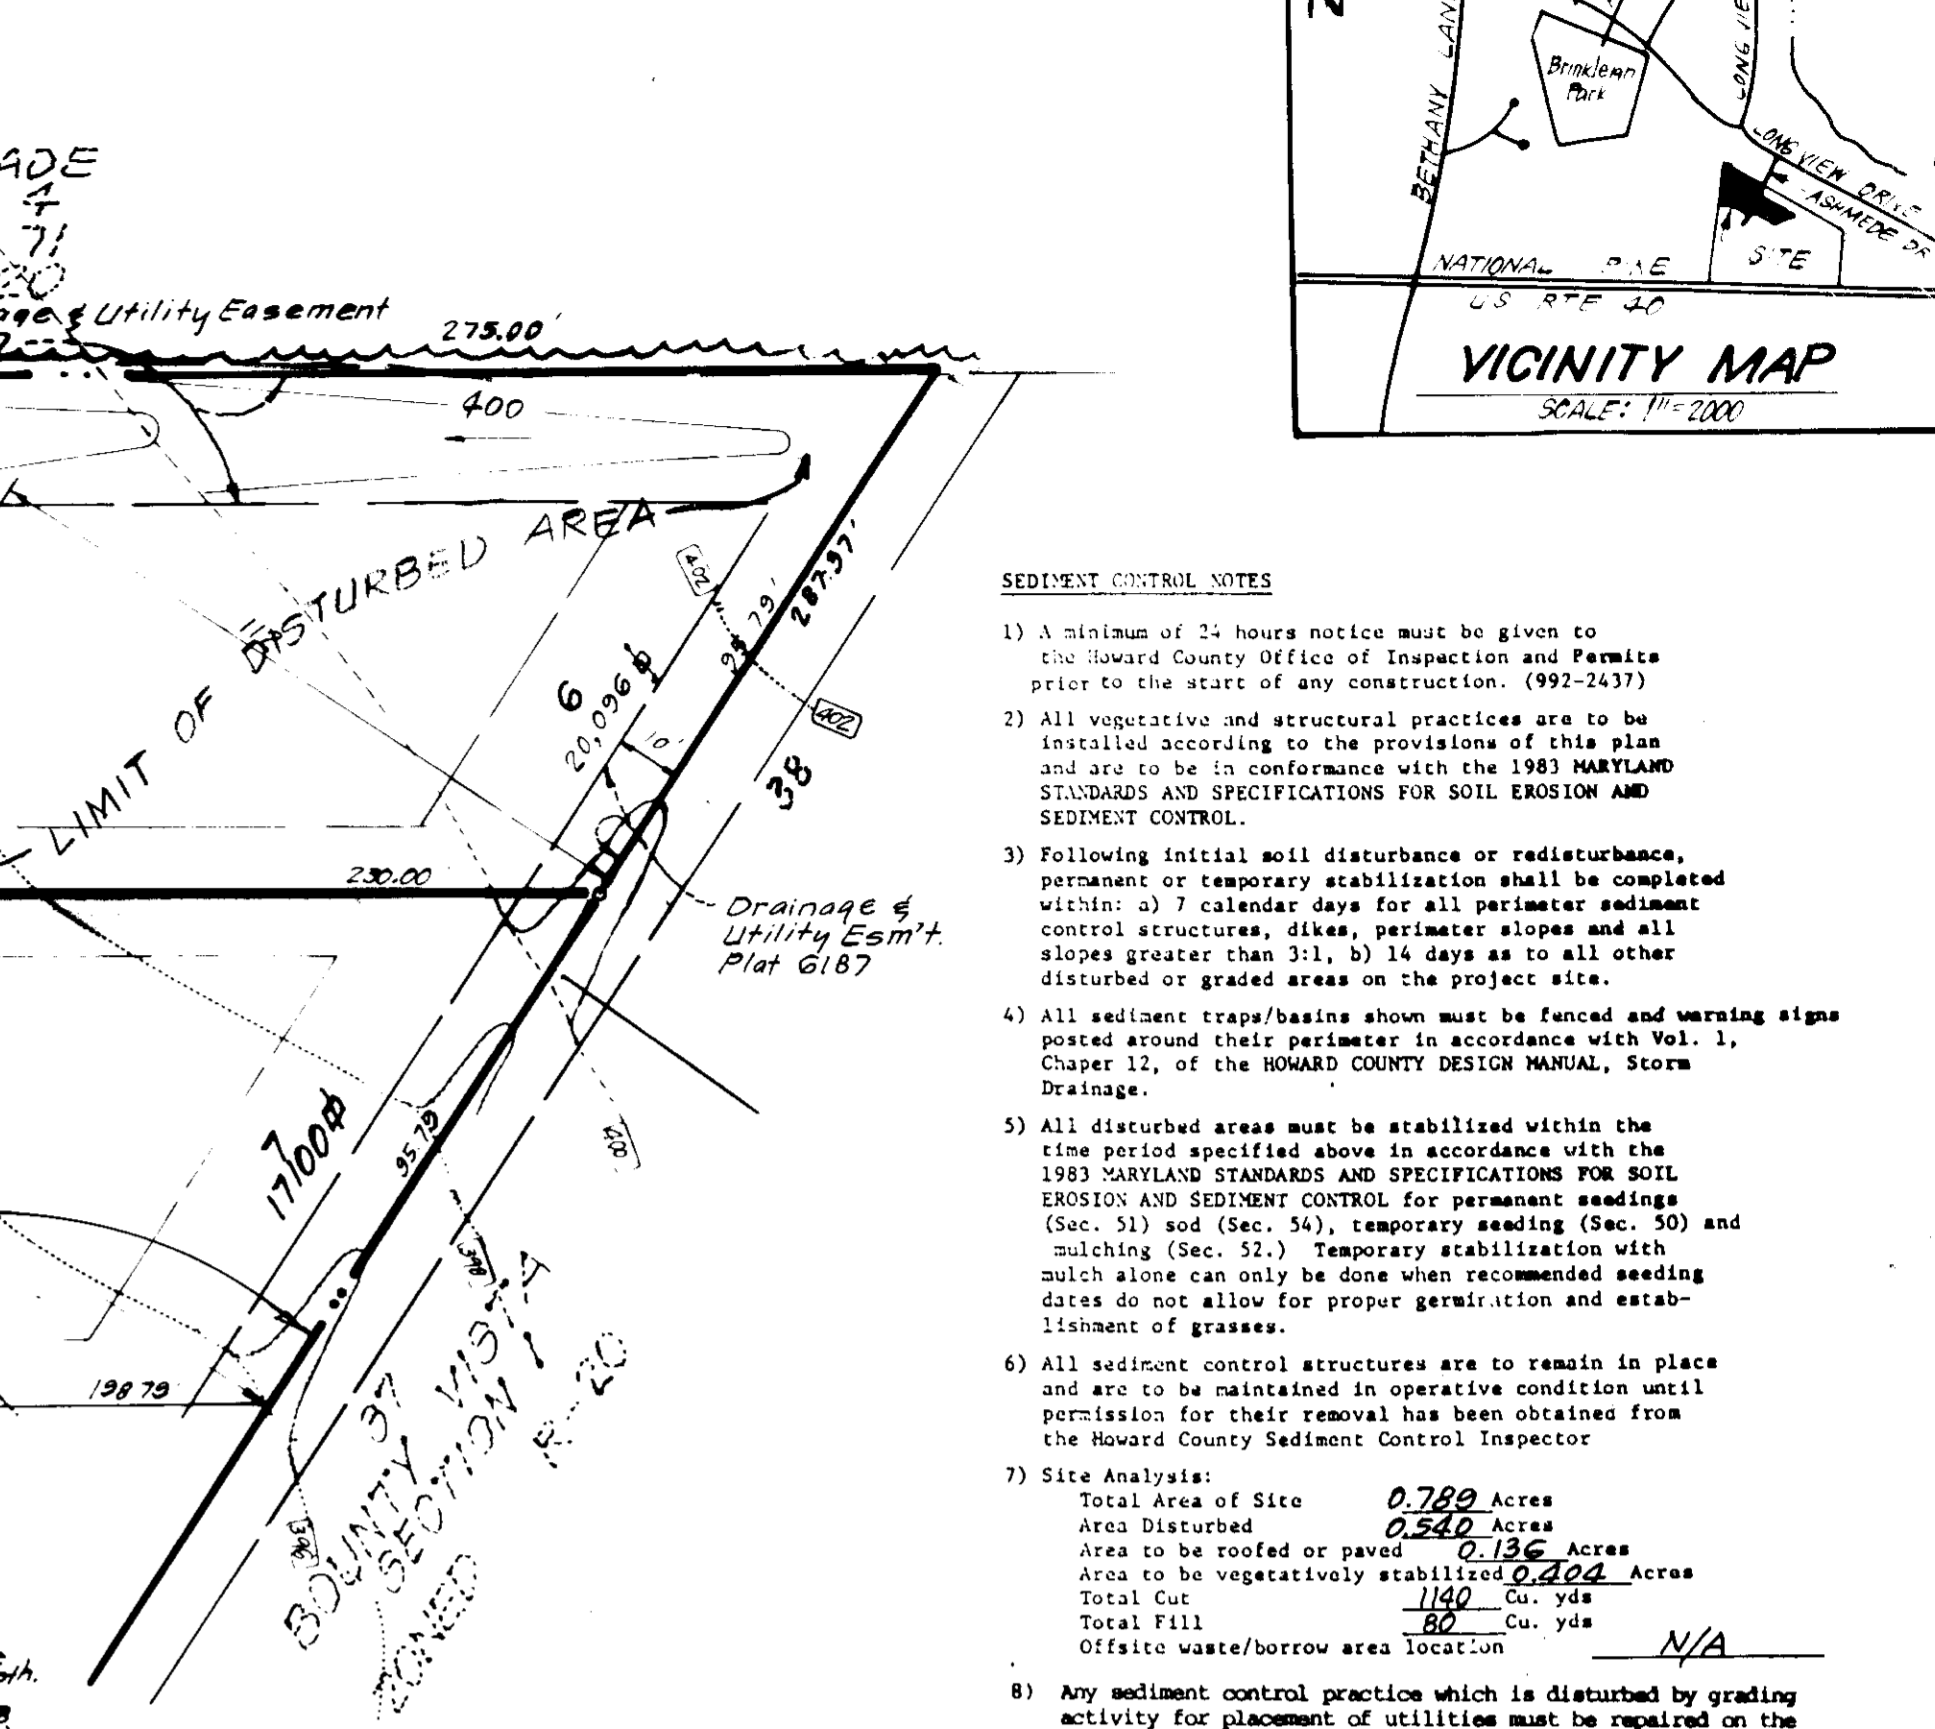 BETHANY LAN
LONG ME
Brinkleigh
Park
LONG VIEW DRIVE
ASHMEDE DR
SITE
NATIONAL PIKE
US RTE 40
VICINITY MAP
SCALE: 1"=2000
ADE
71
Utility Easement
275.00'
400
LIMIT OF DISTURBED AREA
402
287.97'
95.79'
6
20,096
402
10'
38
230.00
Drainage &
Utility Esm't.
Plat 6187
400
95.79
7
17100
398
198.79
37
BOUNTY VISTA
SECTION 1
ZONED R-20
396
SEDIMENT CONTROL NOTES
1) A minimum of 24 hours notice must be given to
the Howard County Office of Inspection and Permits
prior to the start of any construction. (992-2437)
2) All vegetative and structural practices are to be
installed according to the provisions of this plan
and are to be in conformance with the 1983 MARYLAND
STANDARDS AND SPECIFICATIONS FOR SOIL EROSION AND
SEDIMENT CONTROL.
3) Following initial soil disturbance or redisturbance,
permanent or temporary stabilization shall be completed
within: a) 7 calendar days for all perimeter sediment
control structures, dikes, perimeter slopes and all
slopes greater than 3:1, b) 14 days as to all other
disturbed or graded areas on the project site.
4) All sediment traps/basins shown must be fenced and warning signs
posted around their perimeter in accordance with Vol. 1,
Chaper 12, of the HOWARD COUNTY DESIGN MANUAL, Storm
Drainage.
5) All disturbed areas must be stabilized within the
time period specified above in accordance with the
1983 MARYLAND STANDARDS AND SPECIFICATIONS FOR SOIL
EROSION AND SEDIMENT CONTROL for permanent seedings
(Sec. 51) sod (Sec. 54), temporary seeding (Sec. 50) and
mulching (Sec. 52.) Temporary stabilization with
mulch alone can only be done when recommended seeding
dates do not allow for proper germination and estab-
lishment of grasses.
6) All sediment control structures are to remain in place
and are to be maintained in operative condition until
permission for their removal has been obtained from
the Howard County Sediment Control Inspector
7) Site Analysis:
Total Area of Site 0.789 Acres
Area Disturbed 0.540 Acres
Area to be roofed or paved 0.136 Acres
Area to be vegetatively stabilized 0.404 Acres
Total Cut 1140 Cu. yds
Total Fill 80 Cu. yds
Offsite waste/borrow area location N/A
8) Any sediment control practice which is disturbed by grading
activity for placement of utilities must be repaired on the